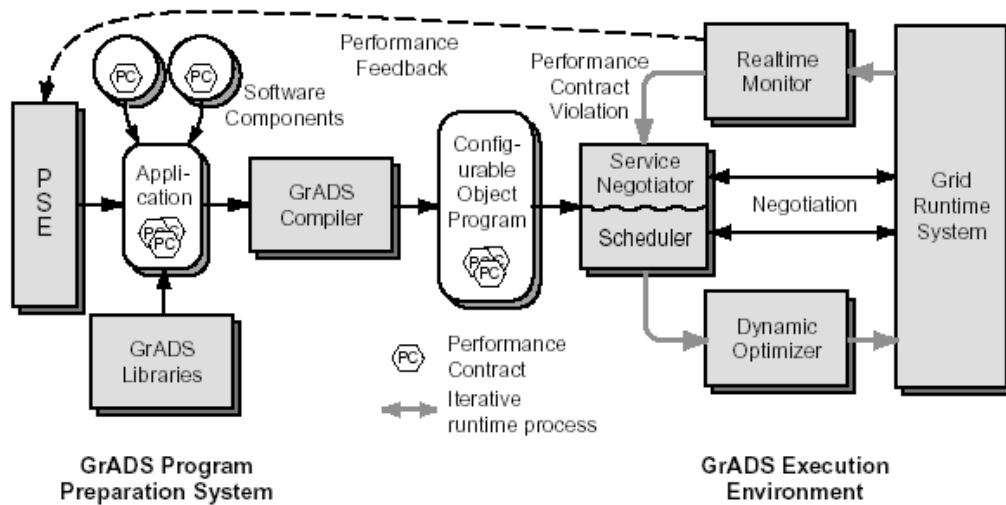 Performance
Feedback
PC
PC
Software
Components
Performance
Contract
Violation
Realtime
Monitor
PSE
Appli-
cation
PC
PC
GrADS
Compiler
Config-
urable
Object
Program
PC
PC
Service
Negotiator
Scheduler
Negotiation
Grid
Runtime
System
GrADS
Libraries
PC
Performance
Contract
Iterative
runtime process
Dynamic
Optimizer
GrADS Program
Preparation System
GrADS Execution
Environment